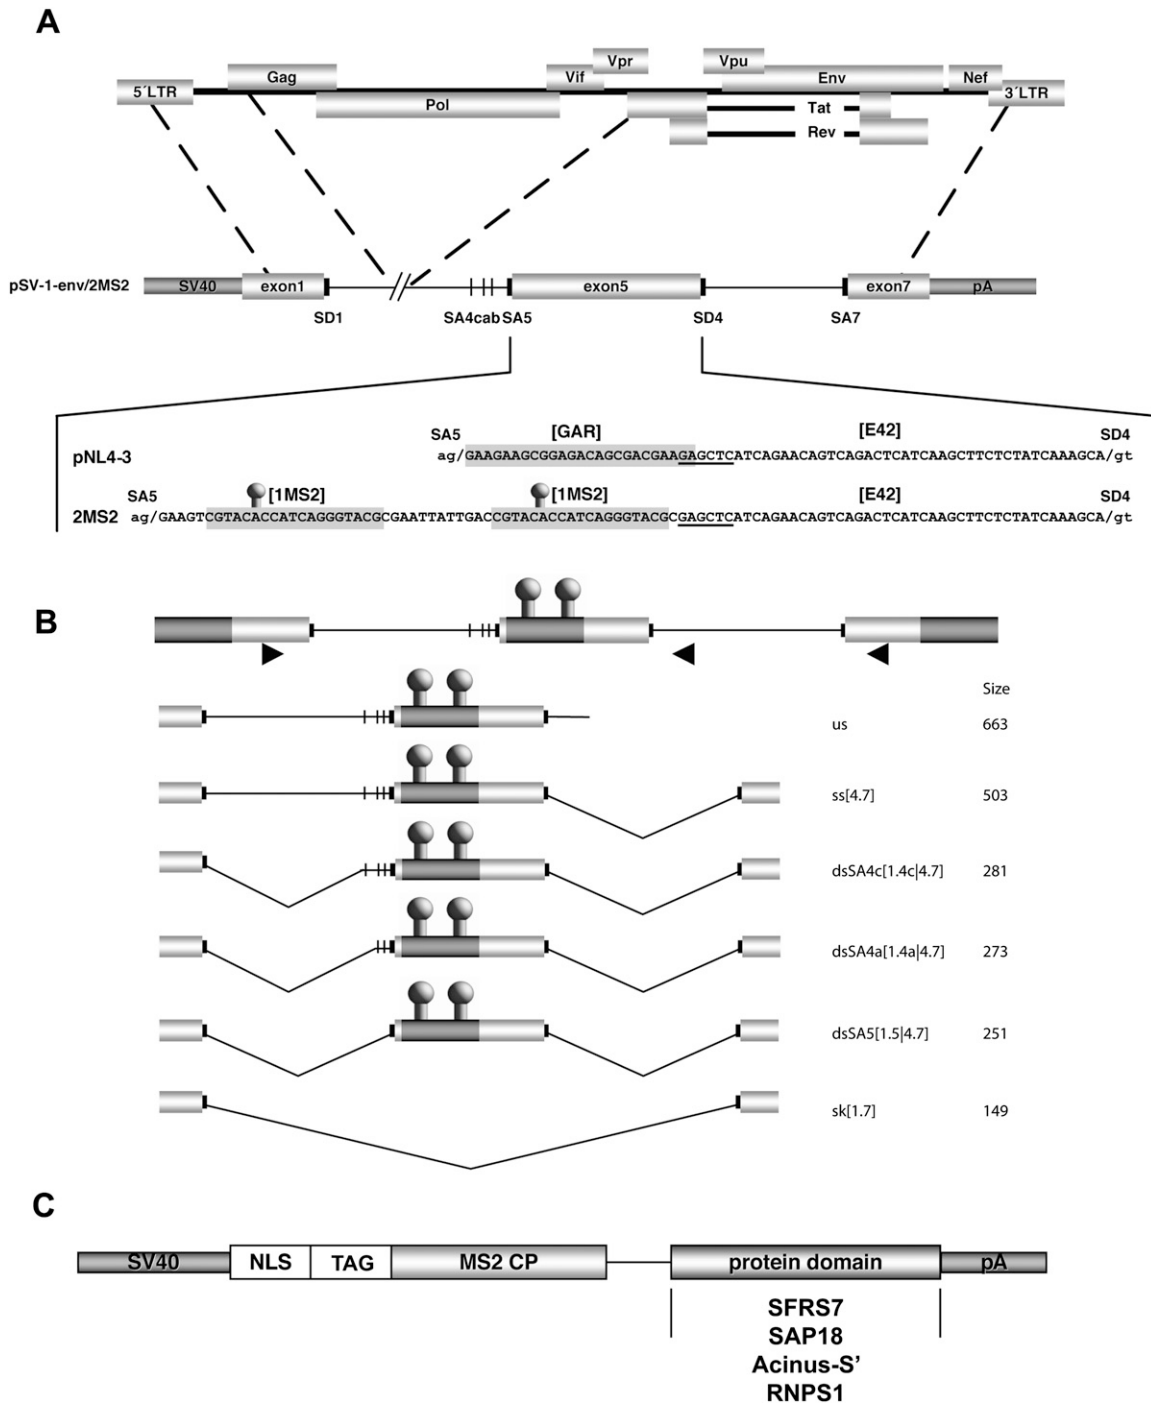 A
Vpr
Vpu
Gag
Vif
Env
Nef
5´LTR
3´LTR
Pol
Tat
Rev
pSV-1-env/2MS2
SV40
exon1
exon5
exon7
pA
SD1
SA4cab
SA5
SD4
SA7
SA5
[GAR]
[E42]
SD4
pNL4-3
ag/GAAGAAGCGGAGACAGCGACGAAGAGCTCATCAGAACAGTCAGACTCATCAAGCTTCTCTATCAAAGCA/gt
SA5
[1MS2]
[1MS2]
[E42]
SD4
2MS2
ag/GAAGTCGTACACCATCAGGGTACGCGAATTATTGACCGTACACCATCAGGGTACGCGAGCTCATCAGAACAGTCAGACTCATCAAGCTTCTCTATCAAAGCA/gt
B
Size
us 663
ss[4.7] 503
dsSA4c[1.4c|4.7] 281
dsSA4a[1.4a|4.7] 273
dsSA5[1.5|4.7] 251
sk[1.7] 149
C
SV40 NLS TAG MS2 CP protein domain pA
SFRS7
SAP18
Acinus-S’
RNPS1